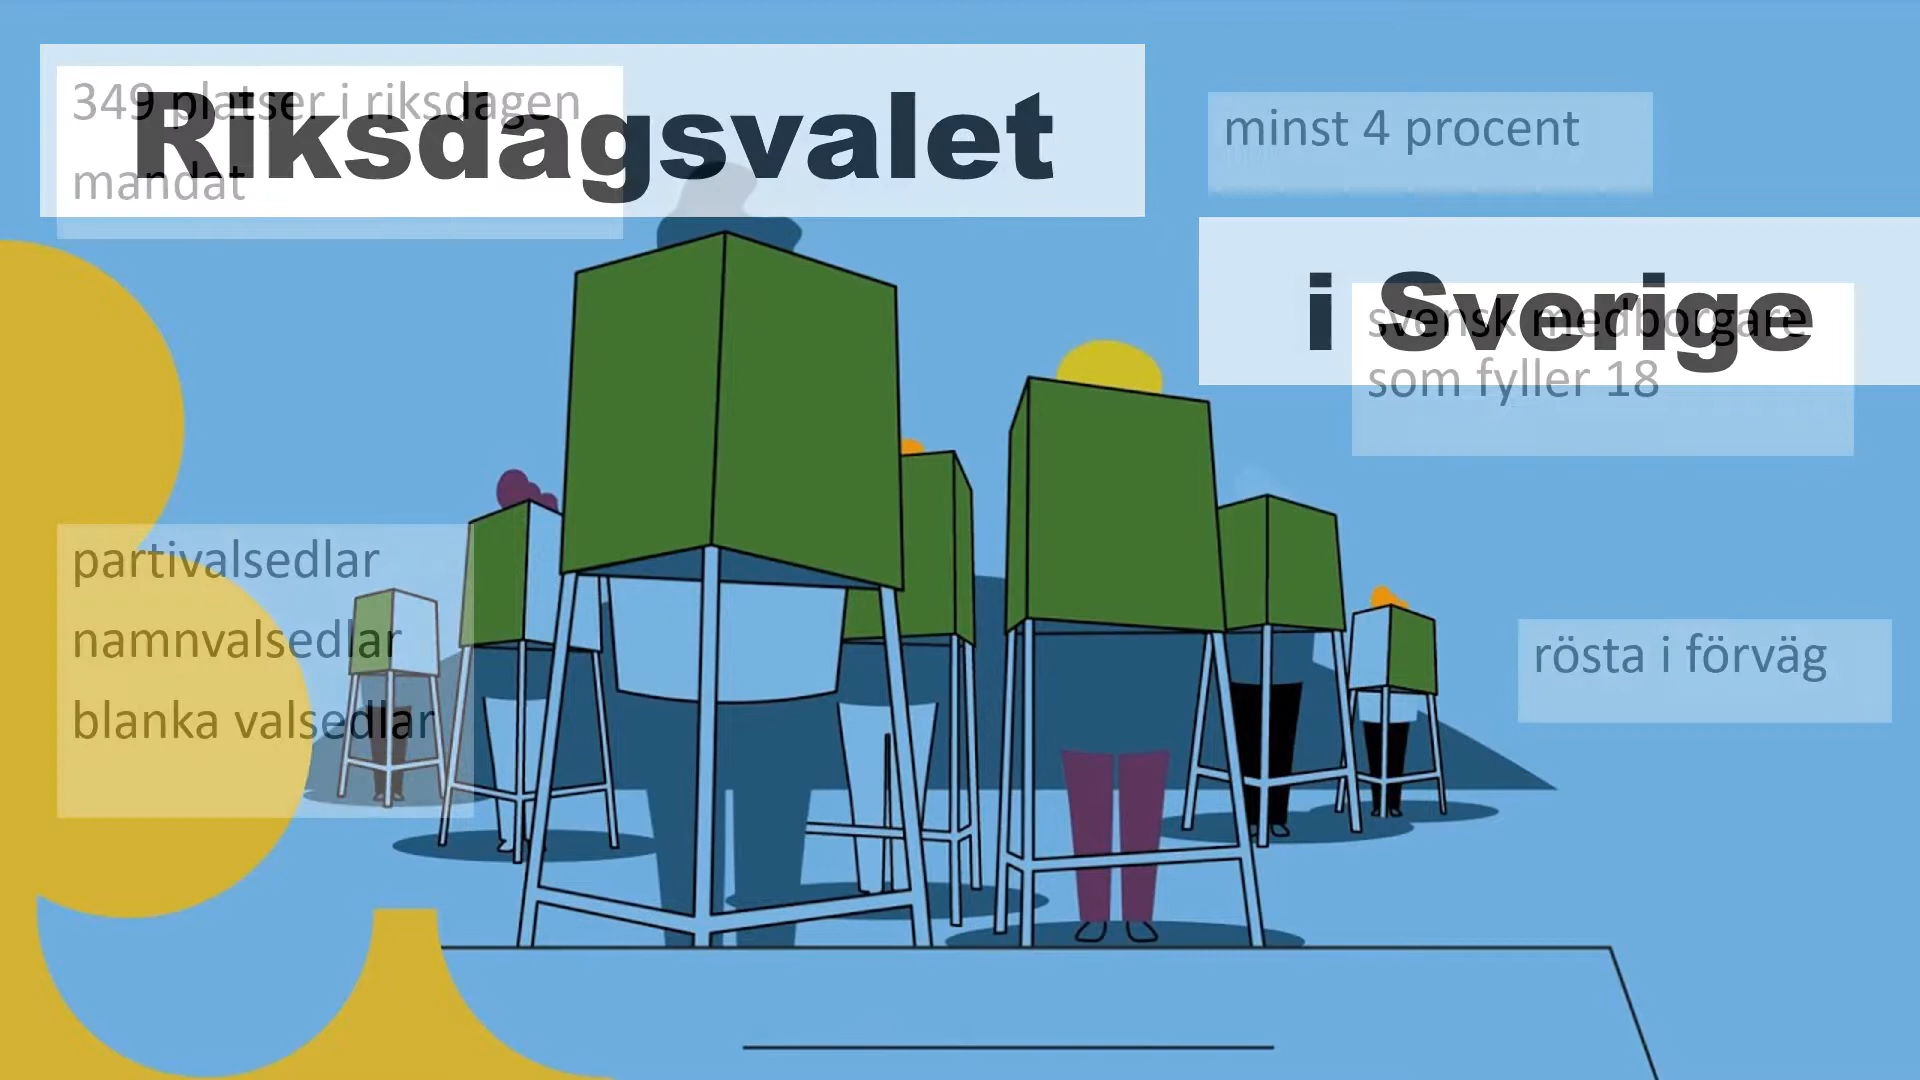 349 platser i riksdagen
mandat
Riksdagsvalet
minst 4 procent
i Sverige
svensk medborgare
som fyller 18
partivalsedlar
namnvalsedlar
blanka valsedlar
rösta i förväg